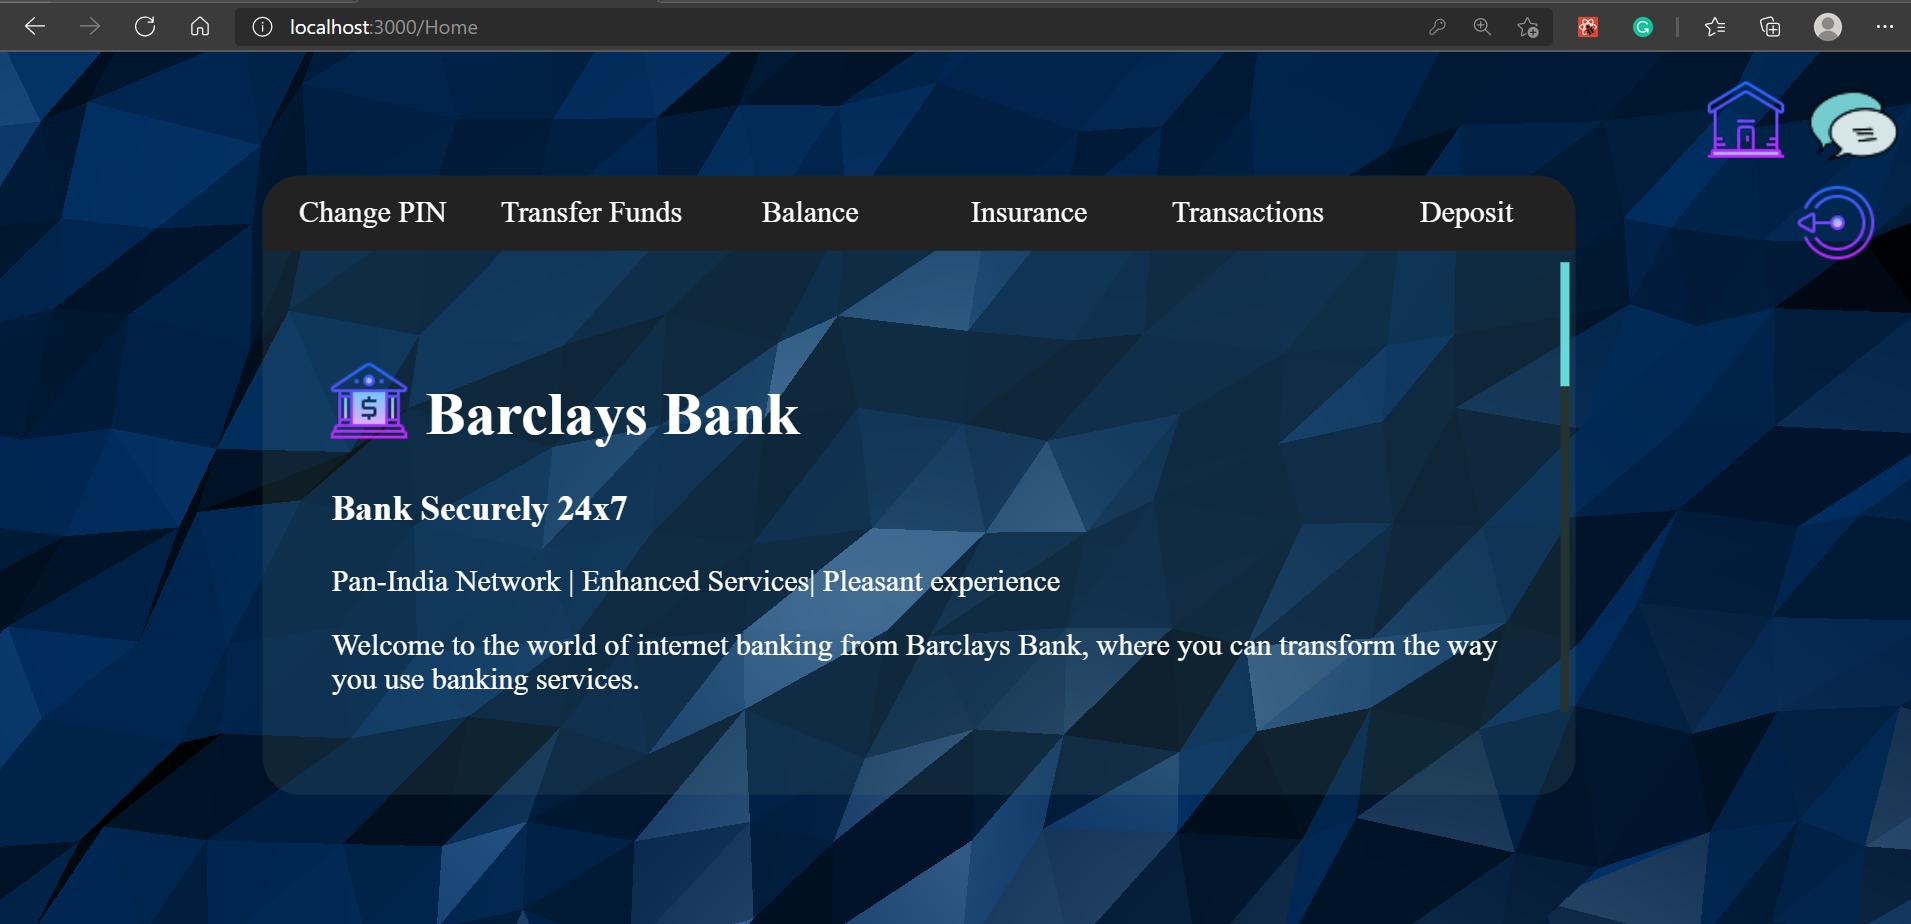 localhost:3000/Home
Change PIN Transfer Funds Balance Insurance Transactions Deposit
$ Barclays Bank
Bank Securely 24x7
Pan-India Network | Enhanced Services| Pleasant experience
Welcome to the world of internet banking from Barclays Bank, where you can transform the way
you use banking services.